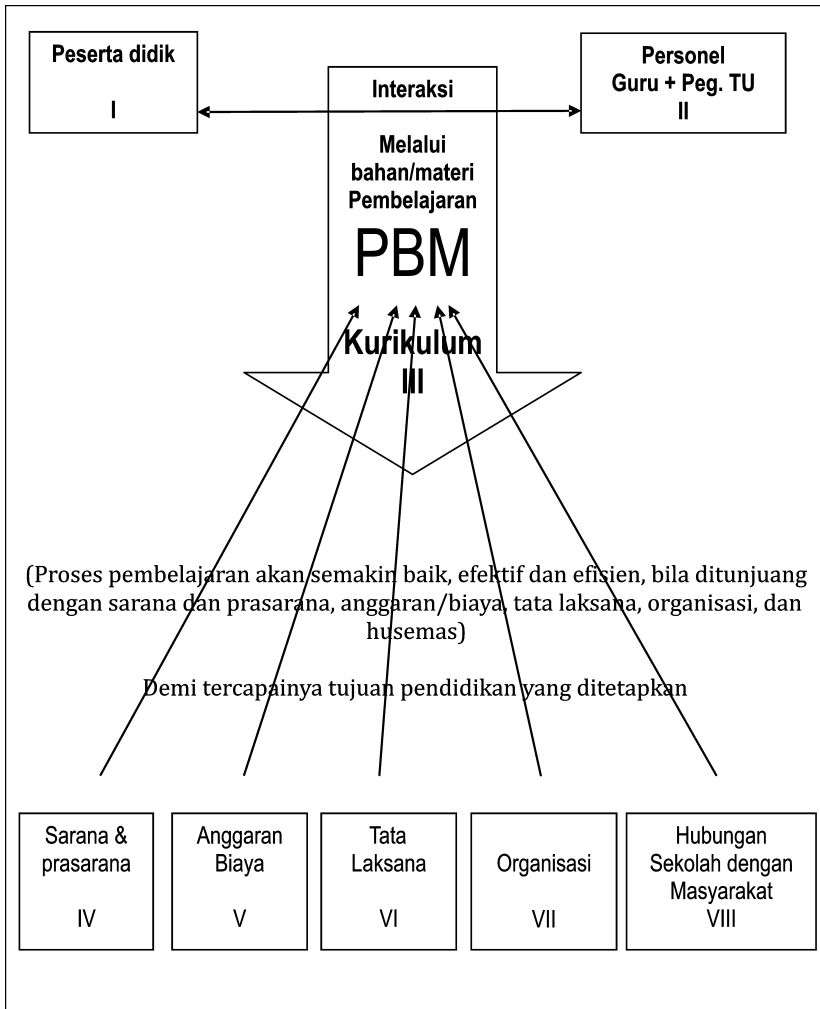 Peserta didik
I
Personel
Guru + Peg. TU
II
Interaksi
Melalui
bahan/materi
Pembelajaran
PBM
Kurikulum
III
(Proses pembelajaran akan semakin baik, efektif dan efisien, bila ditunjuang
dengan sarana dan prasarana, anggaran/biaya, tata laksana, organisasi, dan
husemas)
Demi tercapainya tujuan pendidikan yang ditetapkan
Sarana &
prasarana
IV
Anggaran
Biaya
V
Tata
Laksana
VI
Organisasi
VII
Hubungan
Sekolah dengan
Masyarakat
VIII